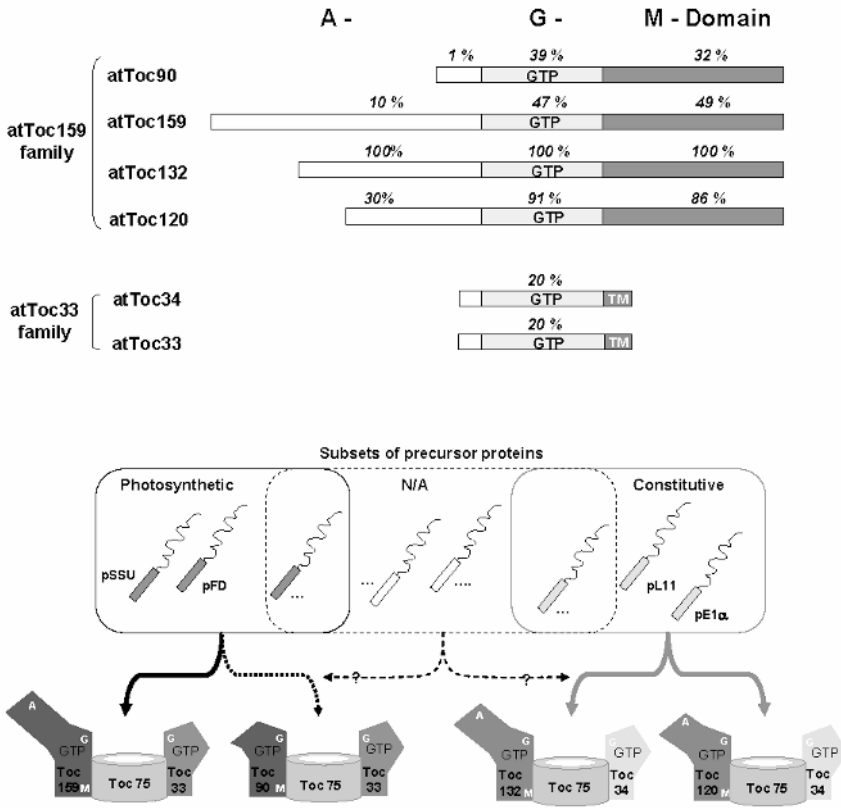 A - G - M - Domain
1 % 39 % 32 %
atToc90 GTP
10 % 47 % 49 %
atToc159 GTP
100% 100 % 100 %
atToc132 GTP
30% 91 % 86 %
atToc120 GTP
atToc159
family
20 %
atToc34 GTP TM
20 %
atToc33 GTP TM
atToc33
family
Subsets of precursor proteins
Photosynthetic N/A Constitutive
pSSU pFD ... ... .... ... pL11 pE1α
? ?
A G GTP Toc 159 M Toc 75 G GTP Toc 33
G GTP Toc 90 M Toc 75 G GTP Toc 33
A G GTP Toc 132 M Toc 75 G GTP Toc 34
A G GTP Toc 120 M Toc 75 G GTP Toc 34